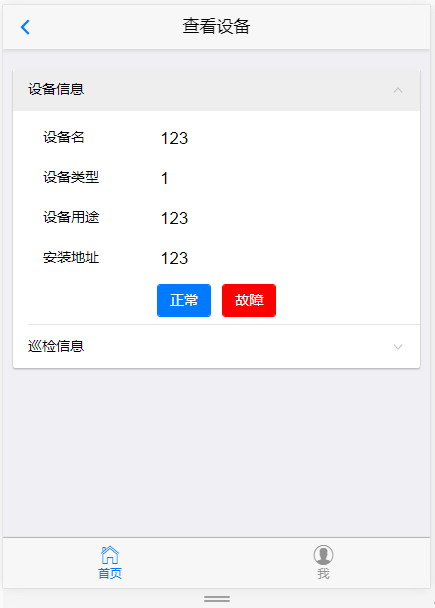 查看设备
设备信息
设备名 123
设备类型 1
设备用途 123
安装地址 123
正常 故障
巡检信息
首页 我